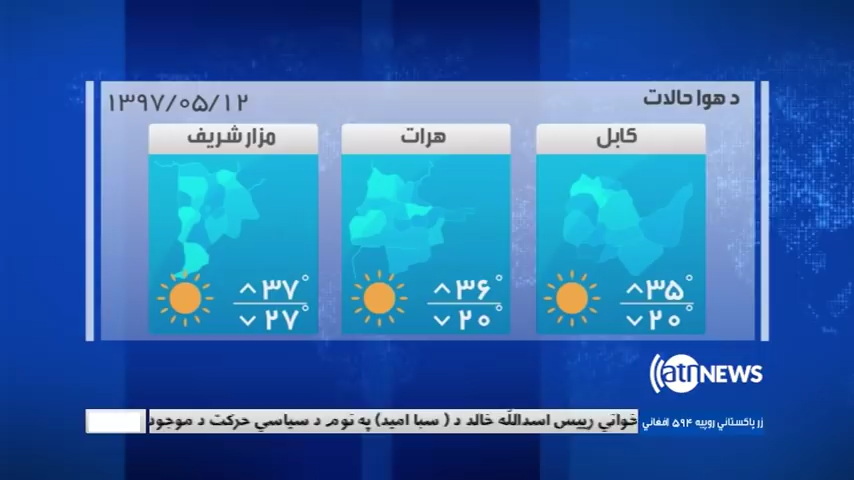 د هوا حالات
۱۳۹۷/۰۵/۱۲
کابل
۳۵°
۲۰°
هرات
۳۶°
۲۰°
مزار شریف
۳۷°
۲۷°
atn NEWS
زر پاکستاني روپیه ۵۹۴ افغاني
خواني رییس اسدالله خالد د ( سبا امید) په نوم د سیاسي حرکت د موجود